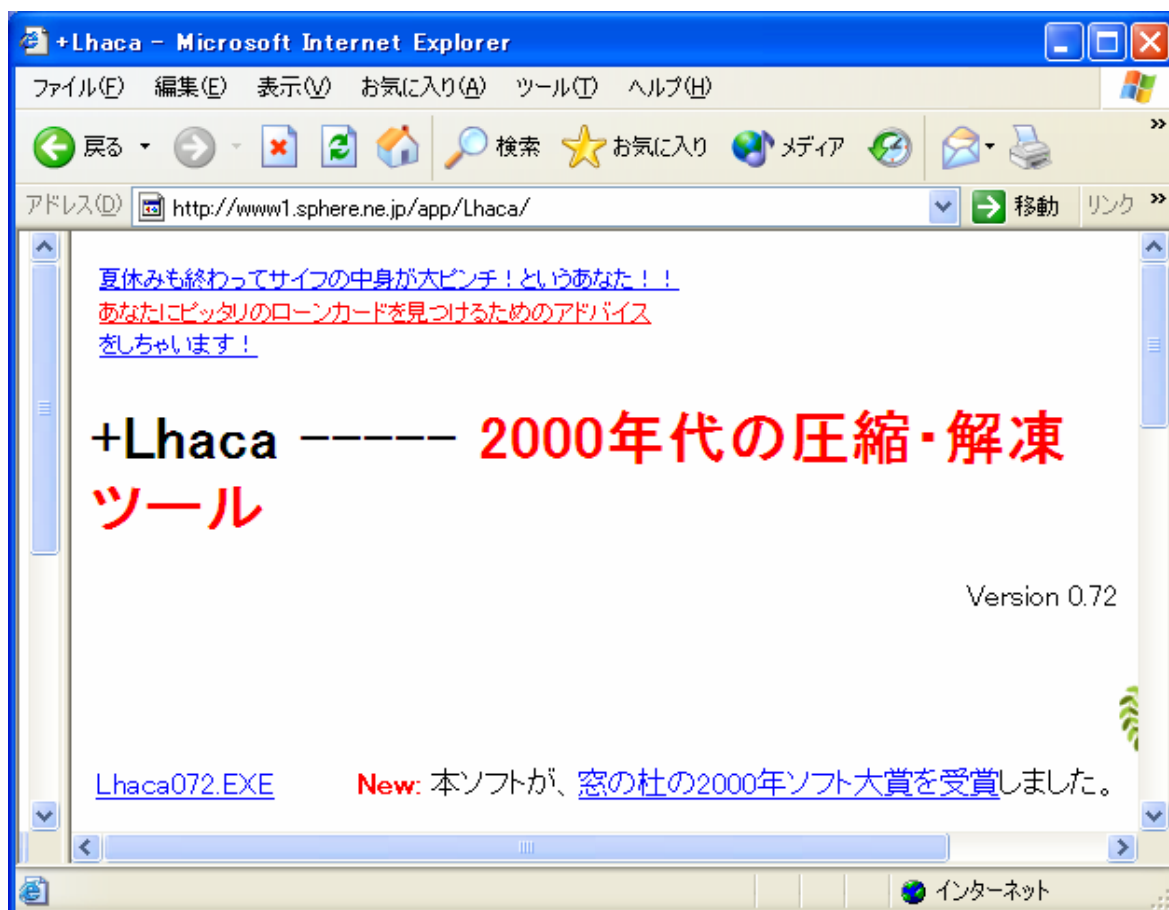 +Lhaca - Microsoft Internet Explorer
ファイル(F) 編集(E) 表示(V) お気に入り(A) ツール(T) ヘルプ(H)
戻る 検索 お気に入り メディア »
アドレス(D) http://www1.sphere.ne.jp/app/Lhaca/ 移動 リンク »
夏休みも終わってサイフの中身が大ピンチ！というあなた！！
あなたにピッタリのローンカードを見つけるためのアドバイス
をしちゃいます！
+Lhaca ----- 2000年代の圧縮・解凍
ツール
Version 0.72
Lhaca072.EXE New: 本ソフトが、窓の杜の2000年ソフト大賞を受賞しました。
インターネット